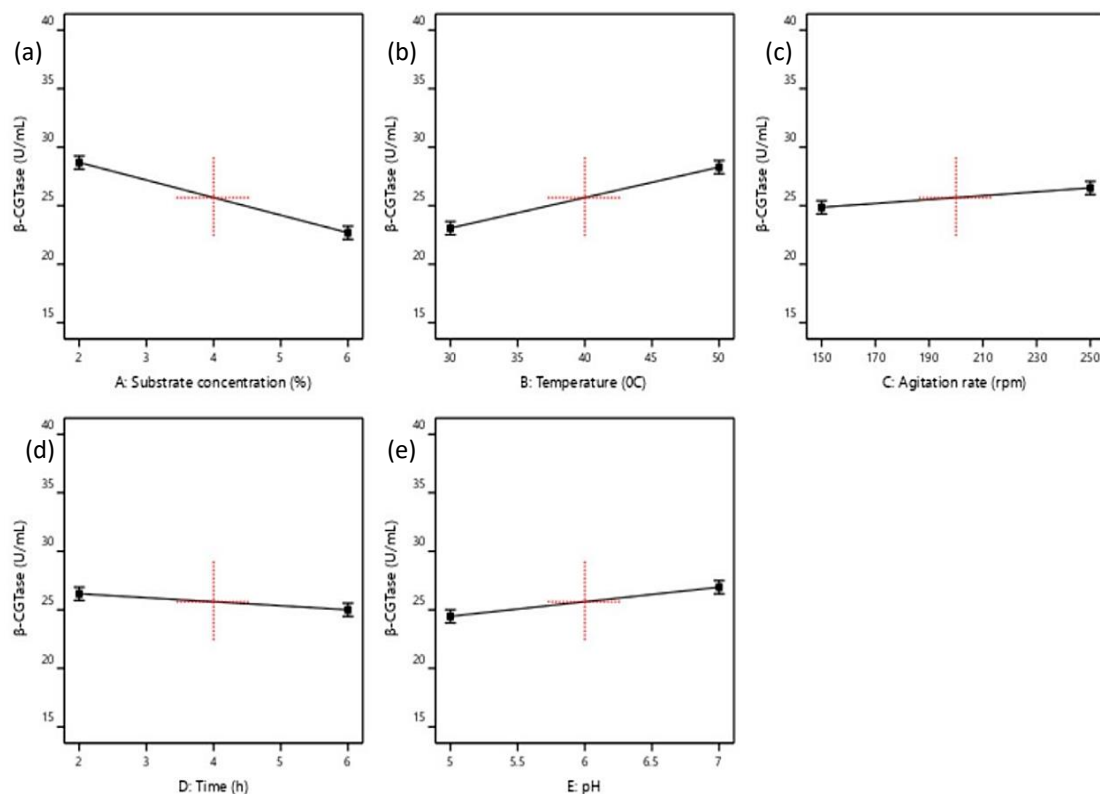 (a)
β-CGTase (U/mL)
40
35
30
25
20
15
2 3 4 5 6
A: Substrate concentration (%)
(b)
β-CGTase (U/mL)
40
35
30
25
20
15
30 35 40 45 50
B: Temperature (0C)
(c)
β-CGTase (U/mL)
40
35
30
25
20
15
150 170 190 210 230 250
C: Agitation rate (rpm)
(d)
β-CGTase (U/mL)
40
35
30
25
20
15
2 3 4 5 6
D: Time (h)
(e)
β-CGTase (U/mL)
40
35
30
25
20
15
5 5.5 6 6.5 7
E: pH